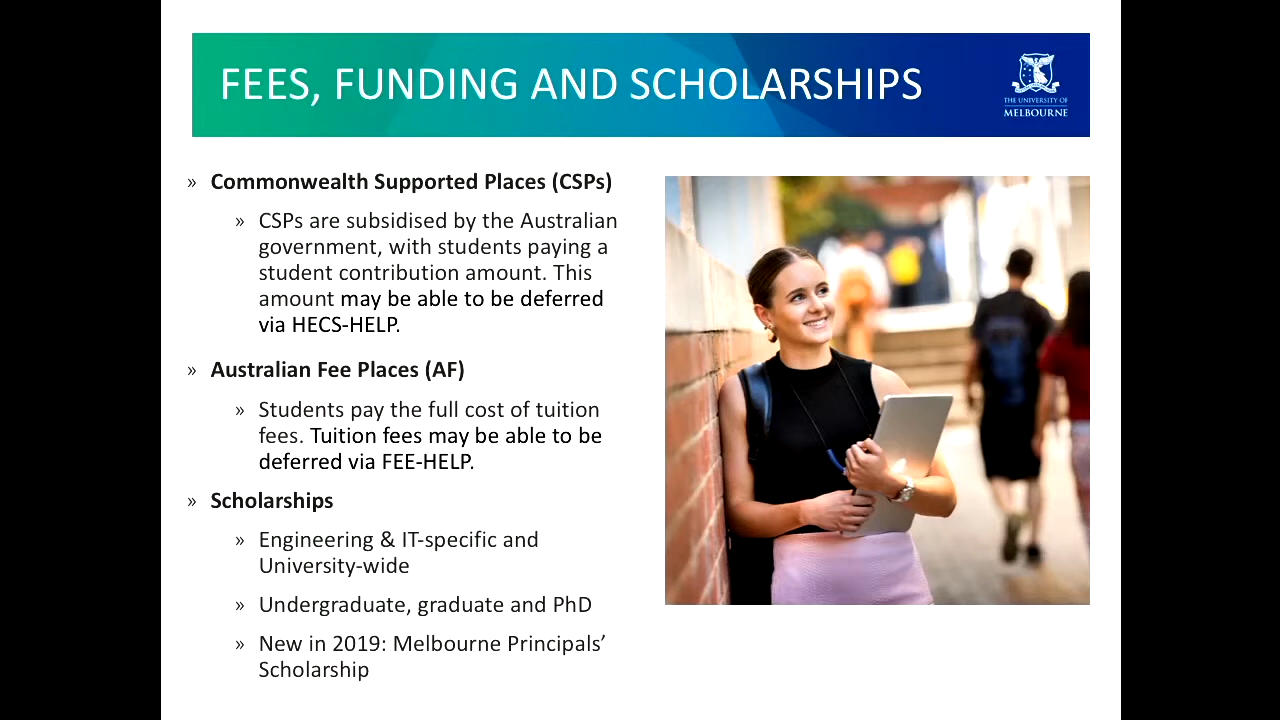 FEES, FUNDING AND SCHOLARSHIPS
THE UNIVERSITY OF
MELBOURNE
» Commonwealth Supported Places (CSPs)
» CSPs are subsidised by the Australian
government, with students paying a
student contribution amount. This
amount may be able to be deferred
via HECS-HELP.
» Australian Fee Places (AF)
» Students pay the full cost of tuition
fees. Tuition fees may be able to be
deferred via FEE-HELP.
» Scholarships
» Engineering & IT-specific and
University-wide
» Undergraduate, graduate and PhD
» New in 2019: Melbourne Principals’
Scholarship